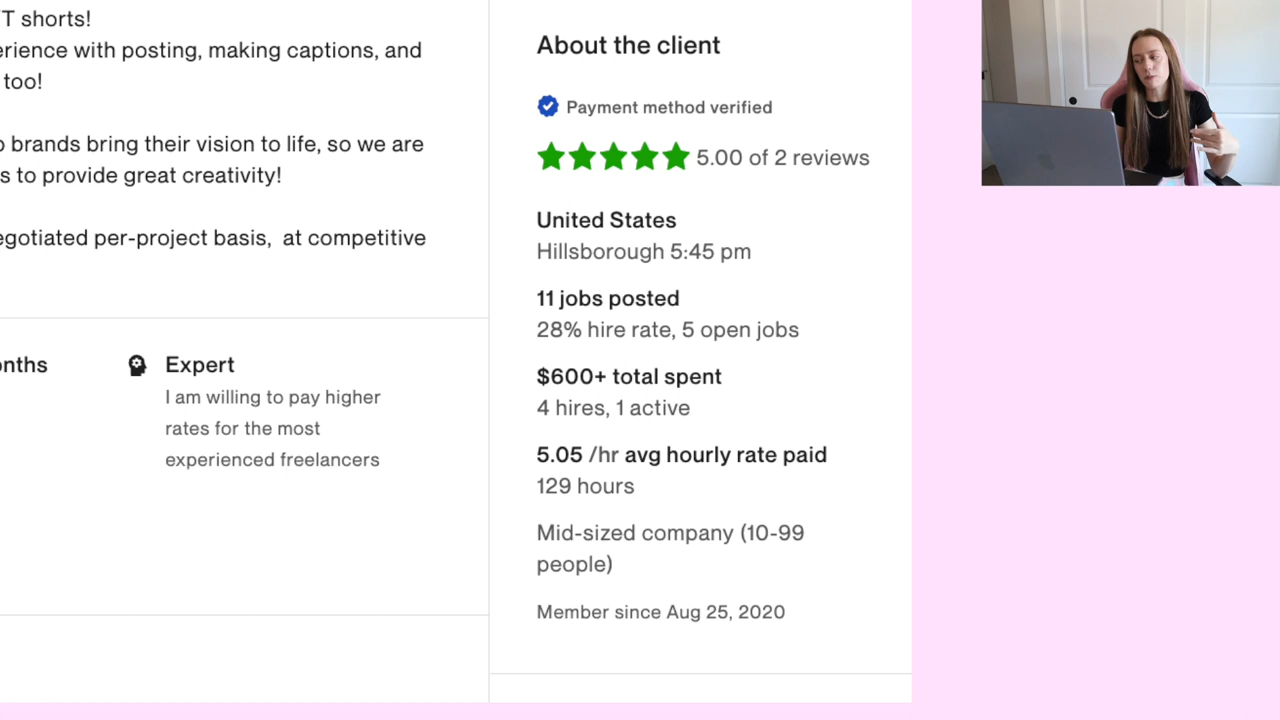 T shorts!
erience with posting, making captions, and
too!
brands bring their vision to life, so we are
s to provide great creativity!
egotiated per-project basis, at competitive
onths
Expert
I am willing to pay higher
rates for the most
experienced freelancers
About the client
Payment method verified
5.00 of 2 reviews
United States
Hillsborough 5:45 pm
11 jobs posted
28% hire rate, 5 open jobs
$600+ total spent
4 hires, 1 active
5.05 /hr avg hourly rate paid
129 hours
Mid-sized company (10-99
people)
Member since Aug 25, 2020